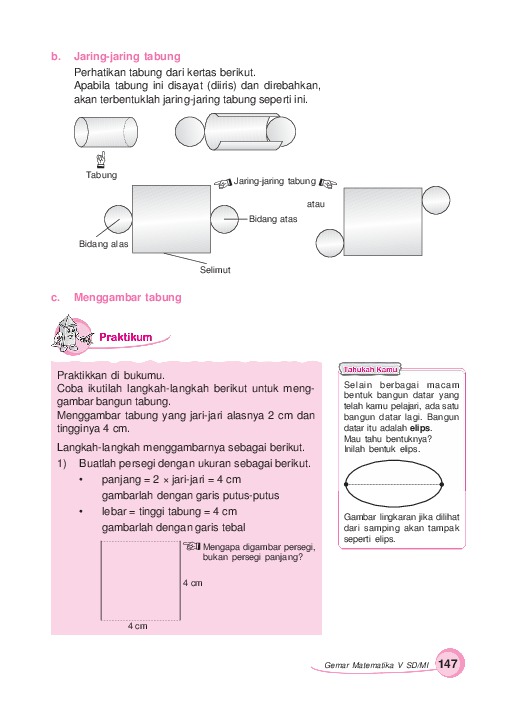 b. Jaring-jaring tabung
Perhatikan tabung dari kertas berikut.
Apabila tabung ini disayat (diiris) dan direbahkan,
akan terbentuklah jaring-jaring tabung seperti ini.
Tabung
Jaring-jaring tabung
atau
Bidang atas
Bidang alas
Selimut
c. Menggambar tabung
Praktikum
Praktikkan di bukumu.
Coba ikutilah langkah-langkah berikut untuk meng-
gambar bangun tabung.
Menggambar tabung yang jari-jari alasnya 2 cm dan
tingginya 4 cm.
Langkah-langkah menggambarnya sebagai berikut.
1) Buatlah persegi dengan ukuran sebagai berikut.
• panjang = 2 × jari-jari = 4 cm
gambarlah dengan garis putus-putus
• lebar = tinggi tabung = 4 cm
gambarlah dengan garis tebal
Mengapa digambar persegi,
bukan persegi panjang?
4 cm
4 cm
Tahukah Kamu
Selain berbagai macam
bentuk bangun datar yang
telah kamu pelajari, ada satu
bangun datar lagi. Bangun
datar itu adalah elips.
Mau tahu bentuknya?
Inilah bentuk elips.
Gambar lingkaran jika dilihat
dari samping akan tampak
seperti elips.
Gemar Matematika V SD/MI 147